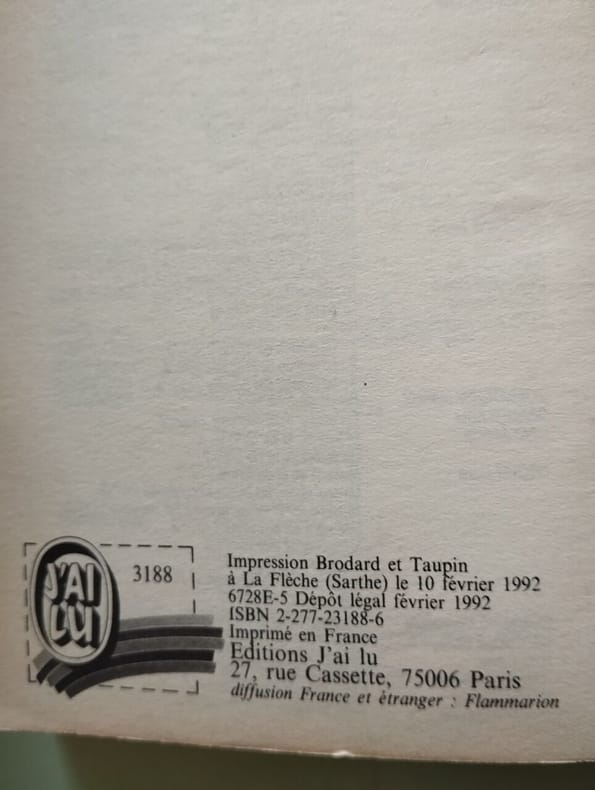 J'AI
LU
3188
Impression Brodard et Taupin
à La Flèche (Sarthe) le 10 février 1992
6728E-5 Dépôt légal février 1992
ISBN 2-277-23188-6
Imprimé en France
Editions J'ai lu
27, rue Cassette, 75006 Paris
diffusion France et étranger : Flammarion